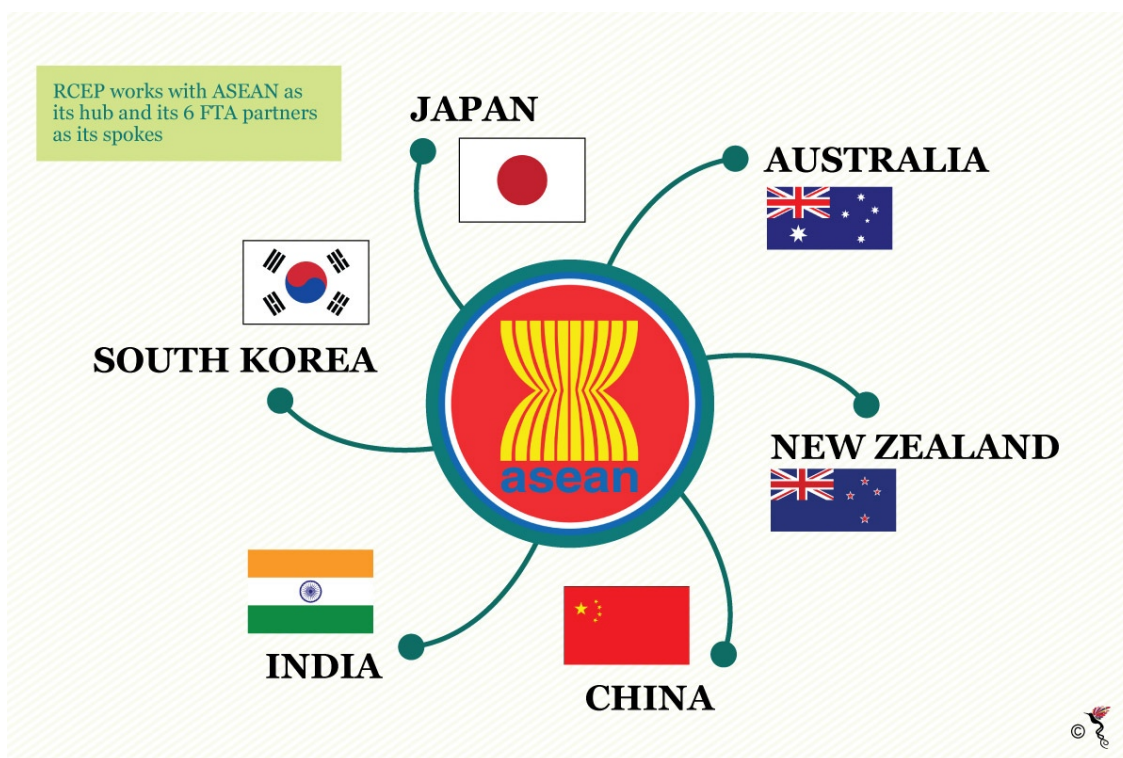 RCEP works with ASEAN as
its hub and its 6 FTA partners
as its spokes
JAPAN
AUSTRALIA
SOUTH KOREA
asean
NEW ZEALAND
INDIA
CHINA
©